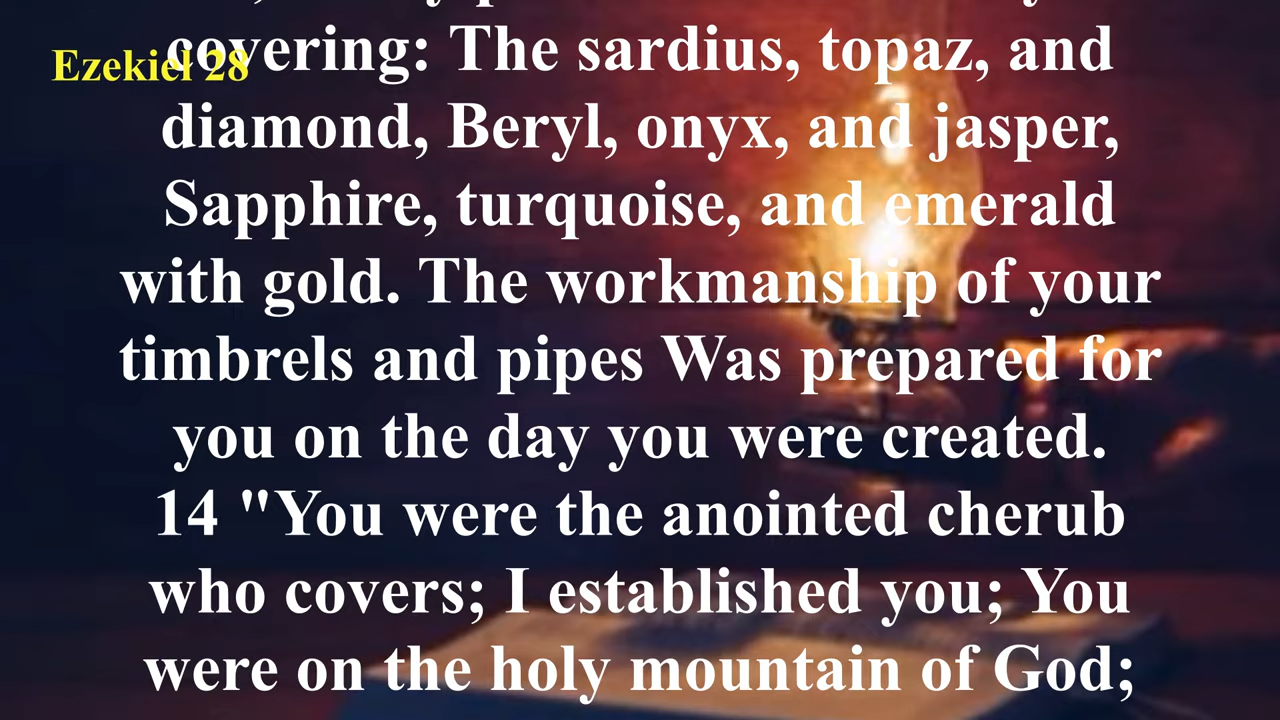 covering: The sardius, topaz, and
Ezekiel 28
diamond, Beryl, onyx, and jasper,
Sapphire, turquoise, and emerald
with gold. The workmanship of your
timbrels and pipes Was prepared for
you on the day you were created.
14 "You were the anointed cherub
who covers; I established you; You
were on the holy mountain of God;